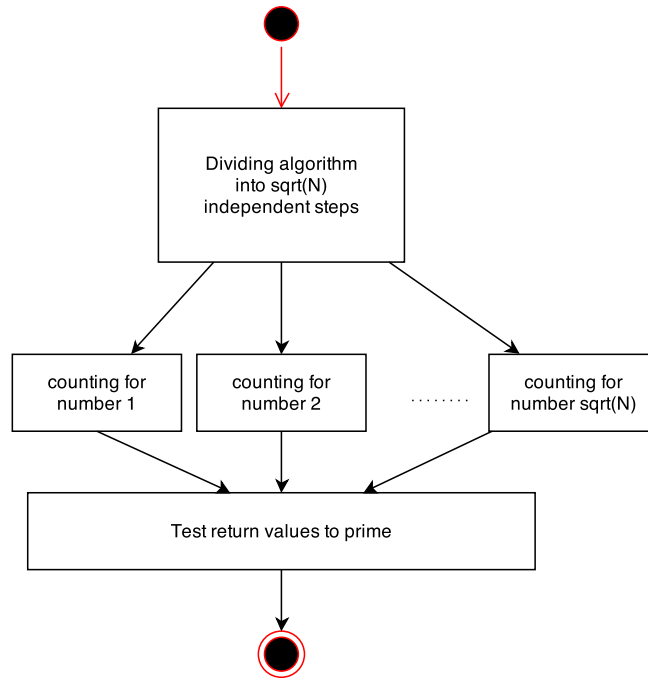 Dividing algorithm
into sqrt(N)
independent steps
counting for
number 1
counting for
number 2
........
counting for
number sqrt(N)
Test return values to prime